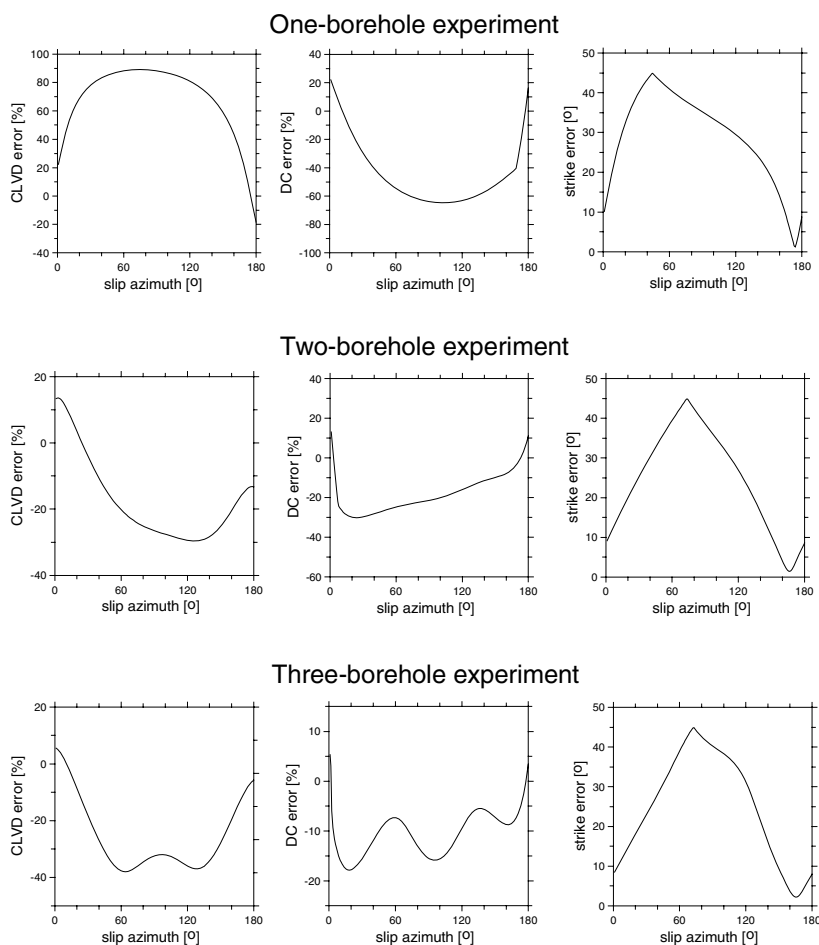 One-borehole experiment
CLVD error [%]
100
80
60
40
20
0
-20
-40
0 60 120 180
slip azimuth [º]
DC error [%]
40
20
0
-20
-40
-60
-80
-100
0 60 120 180
slip azimuth [º]
strike error [º]
50
40
30
20
10
0
0 60 120 180
slip azimuth [º]
Two-borehole experiment
CLVD error [%]
20
0
-20
-40
0 60 120 180
slip azimuth [º]
DC error [%]
40
20
0
-20
-40
-60
0 60 120 180
slip azimuth [º]
strike error [º]
50
40
30
20
10
0
0 60 120 180
slip azimuth [º]
Three-borehole experiment
CLVD error [%]
20
0
-20
-40
0 60 120 180
slip azimuth [º]
DC error [%]
10
0
-10
-20
0 60 120 180
slip azimuth [º]
strike error [º]
50
40
30
20
10
0
0 60 120 180
slip azimuth [º]